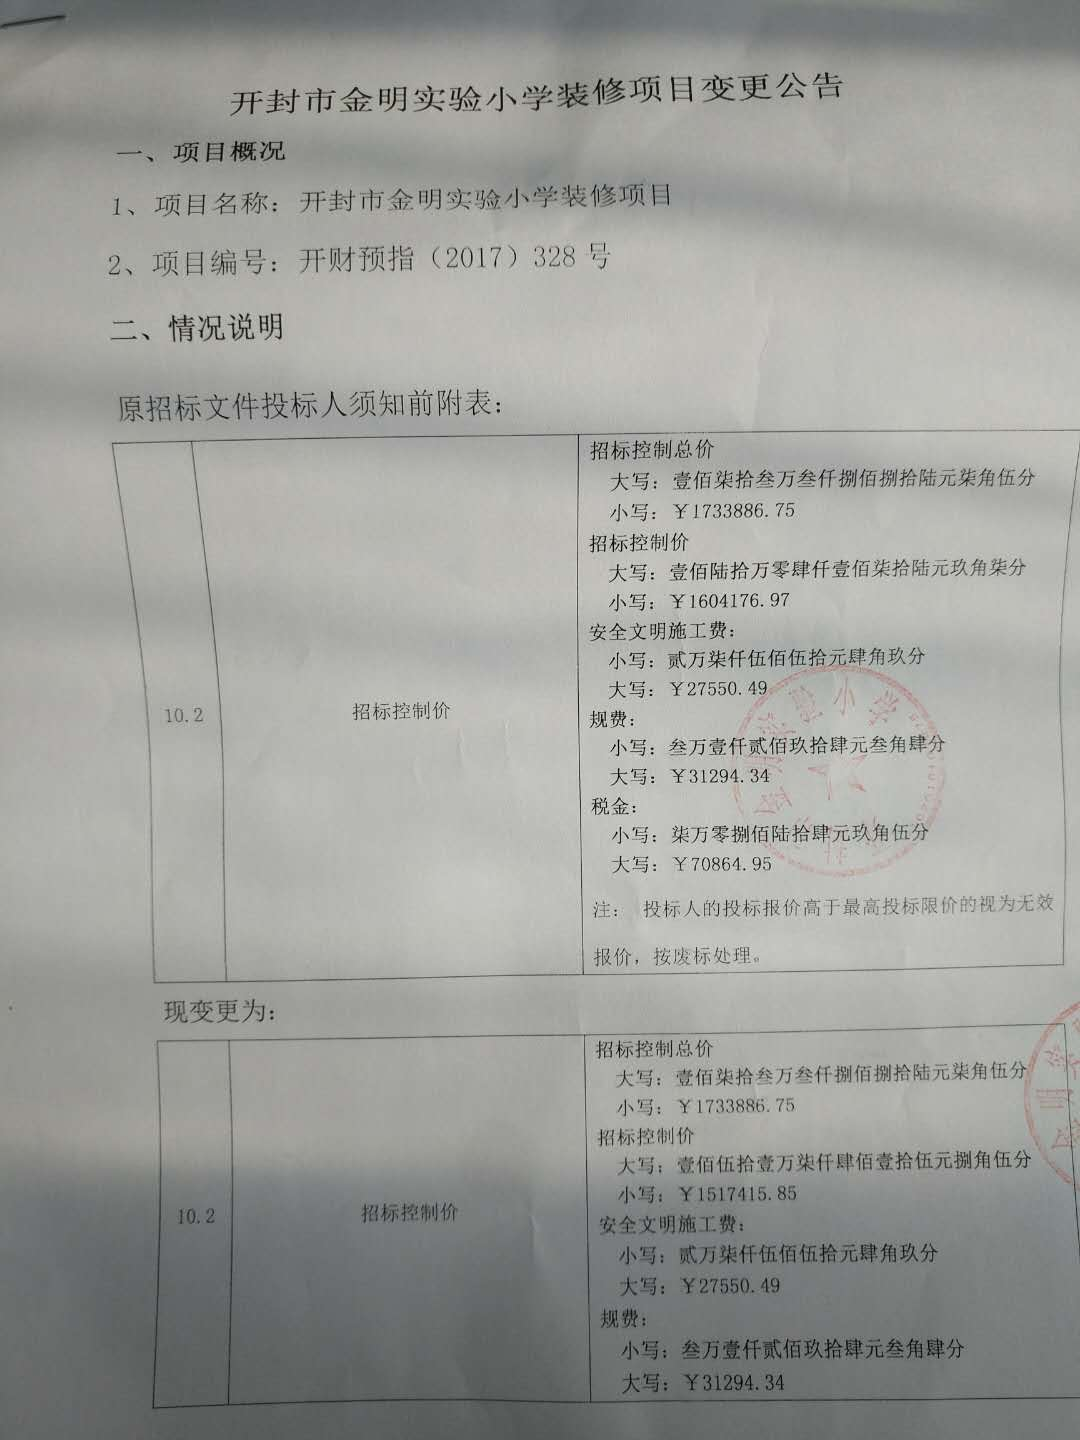 开封市金明实验小学装修项目变更公告
一、项目概况
1、项目名称：开封市金明实验小学装修项目
2、项目编号：开财预指（2017）328 号
二、情况说明
原招标文件投标人须知前附表：
10.2
招标控制价
招标控制总价
大写：壹佰柒拾叁万叁仟捌佰捌拾陆元柒角伍分
小写：￥1733886.75
招标控制价
大写：壹佰陆拾万零肆仟壹佰柒拾陆元玖角柒分
小写：￥1604176.97
安全文明施工费：
小写：贰万柒仟伍佰伍拾元肆角玖分
大写：￥27550.49
规费：
小写：叁万壹仟贰佰玖拾肆元叁角肆分
大写：￥31294.34
税金：
小写：柒万零捌佰陆拾肆元玖角伍分
大写：￥70864.95
注： 投标人的投标报价高于最高投标限价的视为无效
报价，按废标处理。
现变更为：
10.2
招标控制价
招标控制总价
大写：壹佰柒拾叁万叁仟捌佰捌拾陆元柒角伍分
小写：￥1733886.75
招标控制价
大写：壹佰伍拾壹万柒仟肆佰壹拾伍元捌角伍分
小写：￥1517415.85
安全文明施工费：
小写：贰万柒仟伍佰伍拾元肆角玖分
大写：￥27550.49
规费：
小写：叁万壹仟贰佰玖拾肆元叁角肆分
大写：￥31294.34